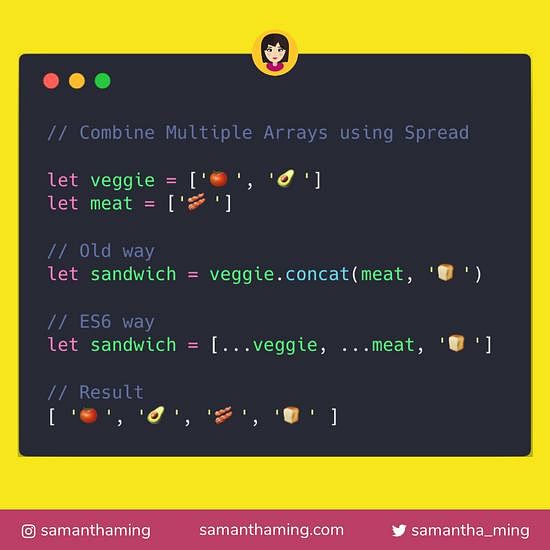 // Combine Multiple Arrays using Spread
let veggie = ['🍅', '🥑']
let meat = ['🥓']
// Old way
let sandwich = veggie.concat(meat, '🍞')
// ES6 way
let sandwich = [...veggie, ...meat, '🍞']
// Result
[ '🍅', '🥑', '🥓', '🍞' ]
samanthaming samanthaming.com samantha_ming